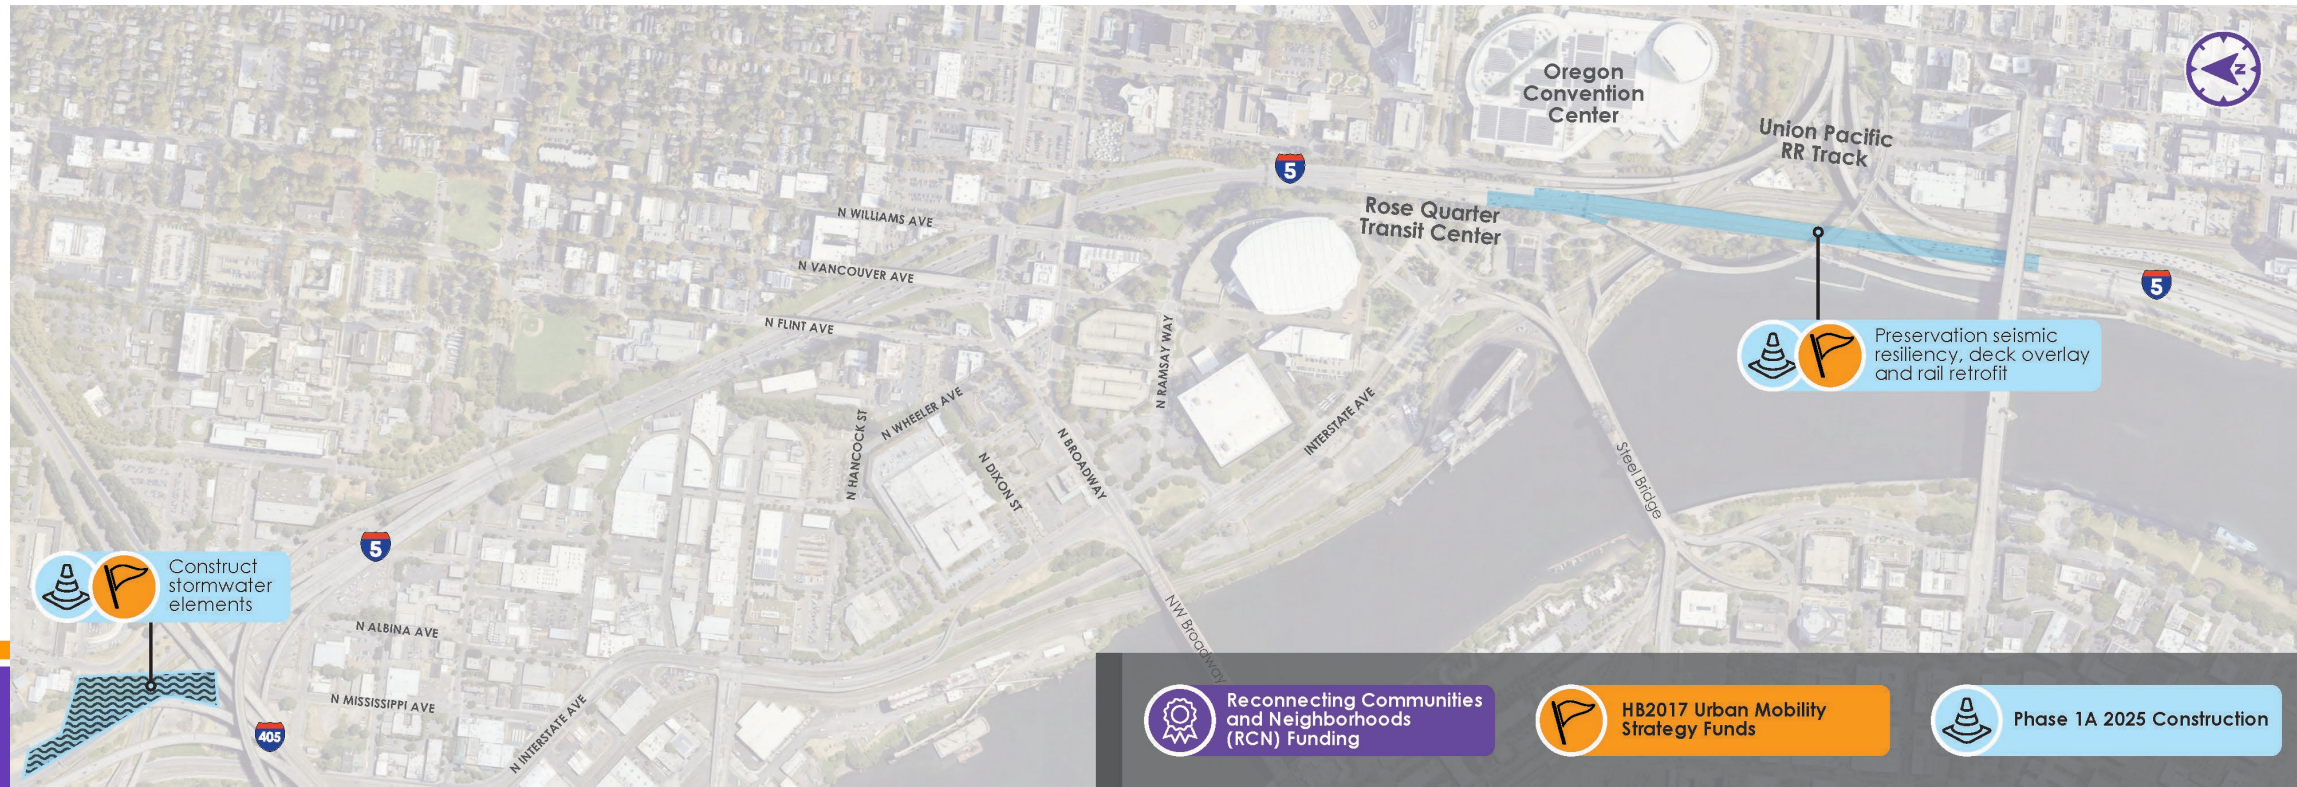 N
Oregon
Convention
Center
Union Pacific
RR Track
5
Rose Quarter
Transit Center
N WILLIAMS AVE
N VANCOUVER AVE
N FLINT AVE
5
Preservation seismic
resiliency, deck overlay
and rail retrofit
N RAMSAY WAY
N HANCOCK ST
N WHEELER AVE
N DIXON ST
N BROADWAY
INTERSTATE AVE
Steel Bridge
5
Construct
stormwater
elements
N ALBINA AVE
N MISSISSIPPI AVE
405
N INTERSTATE AVE
NW Broadway
Reconnecting Communities
and Neighborhoods
(RCN) Funding
HB2017 Urban Mobility
Strategy Funds
Phase 1A 2025 Construction